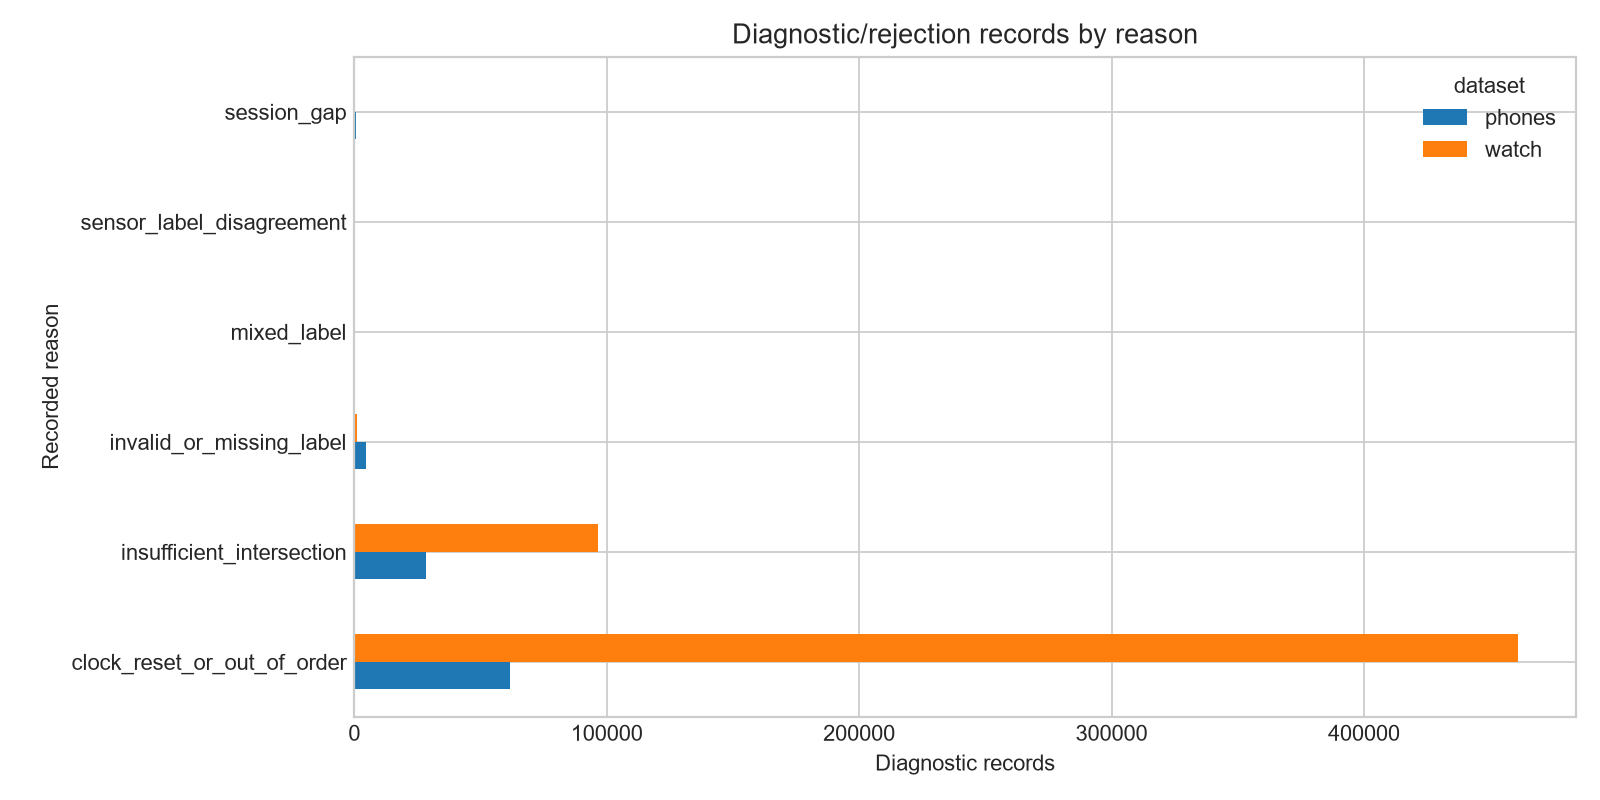 Diagnostic/rejection records by reason
dataset
phones
watch
Recorded reason
session_gap
sensor_label_disagreement
mixed_label
invalid_or_missing_label
insufficient_intersection
clock_reset_or_out_of_order
0 100000 200000 300000 400000
Diagnostic records